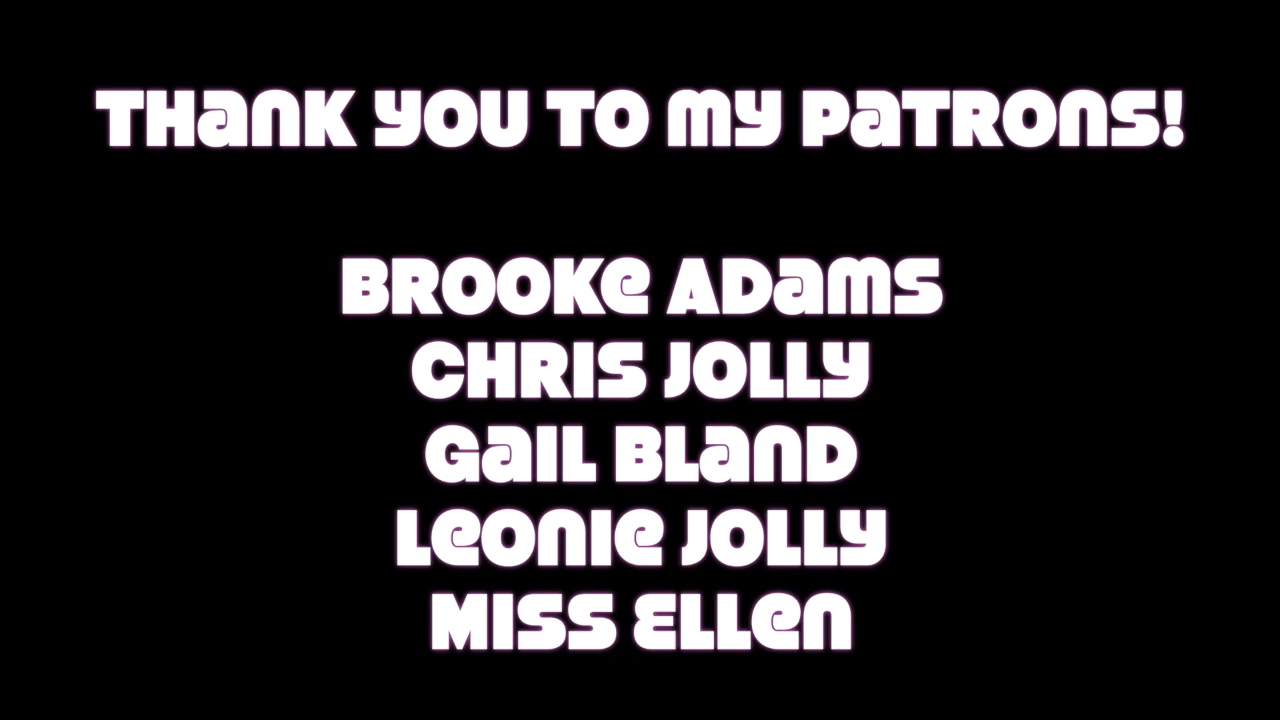 THaNK YOU TO MY PaTRONS!
BROOKe ADaMS
CHRIS JOLLY
GaIL BLaND
LeONIe JOLLY
MISS ELLeN